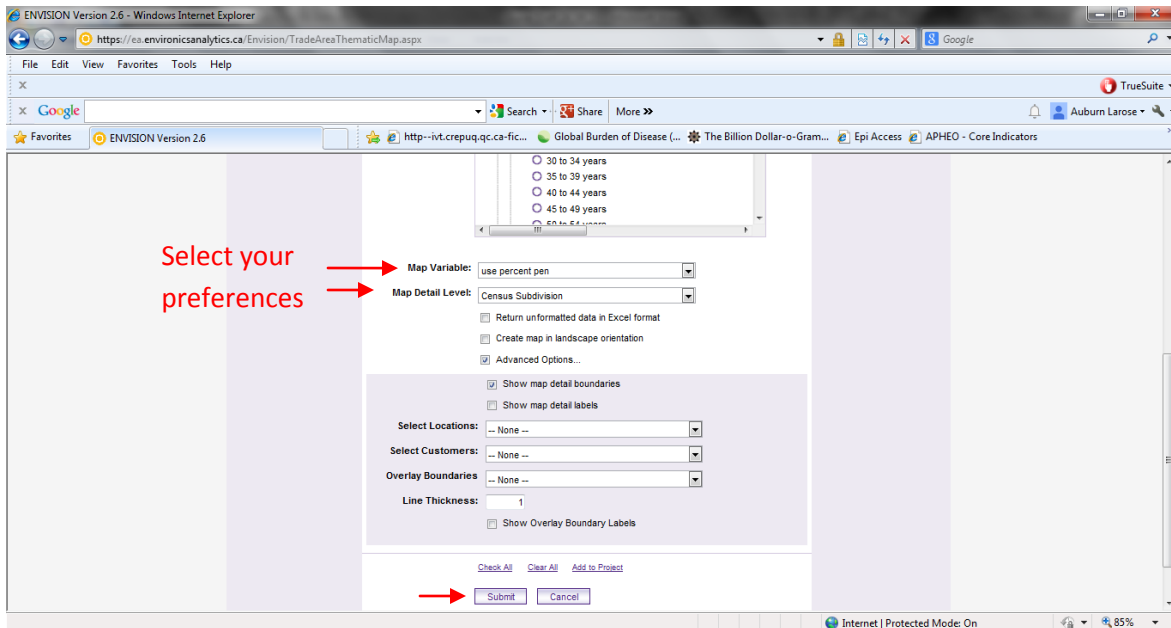 ENVISION Version 2.6 - Windows Internet Explorer
https://ea.environicsanalytics.ca/Envision/TradeAreaThematicMap.aspx
Google
File Edit View Favorites Tools Help
x
TrueSuite
x Google
Search
Share
More >>
Auburn Larose
Favorites
ENVISION Version 2.6
http--ivt.crepuq.qc.ca-fic...
Global Burden of Disease (...
The Billion Dollar-o-Gram...
Epi Access
APHEO - Core Indicators
30 to 34 years
35 to 39 years
40 to 44 years
45 to 49 years
50 to 54 years
Select your
preferences
Map Variable: use percent pen
Map Detail Level: Census Subdivision
Return unformatted data in Excel format
Create map in landscape orientation
Advanced Options...
Show map detail boundaries
Show map detail labels
Select Locations: -- None --
Select Customers: -- None --
Overlay Boundaries -- None --
Line Thickness: 1
Show Overlay Boundary Labels
Check All Clear All Add to Project
Submit Cancel
Internet | Protected Mode: On
85%